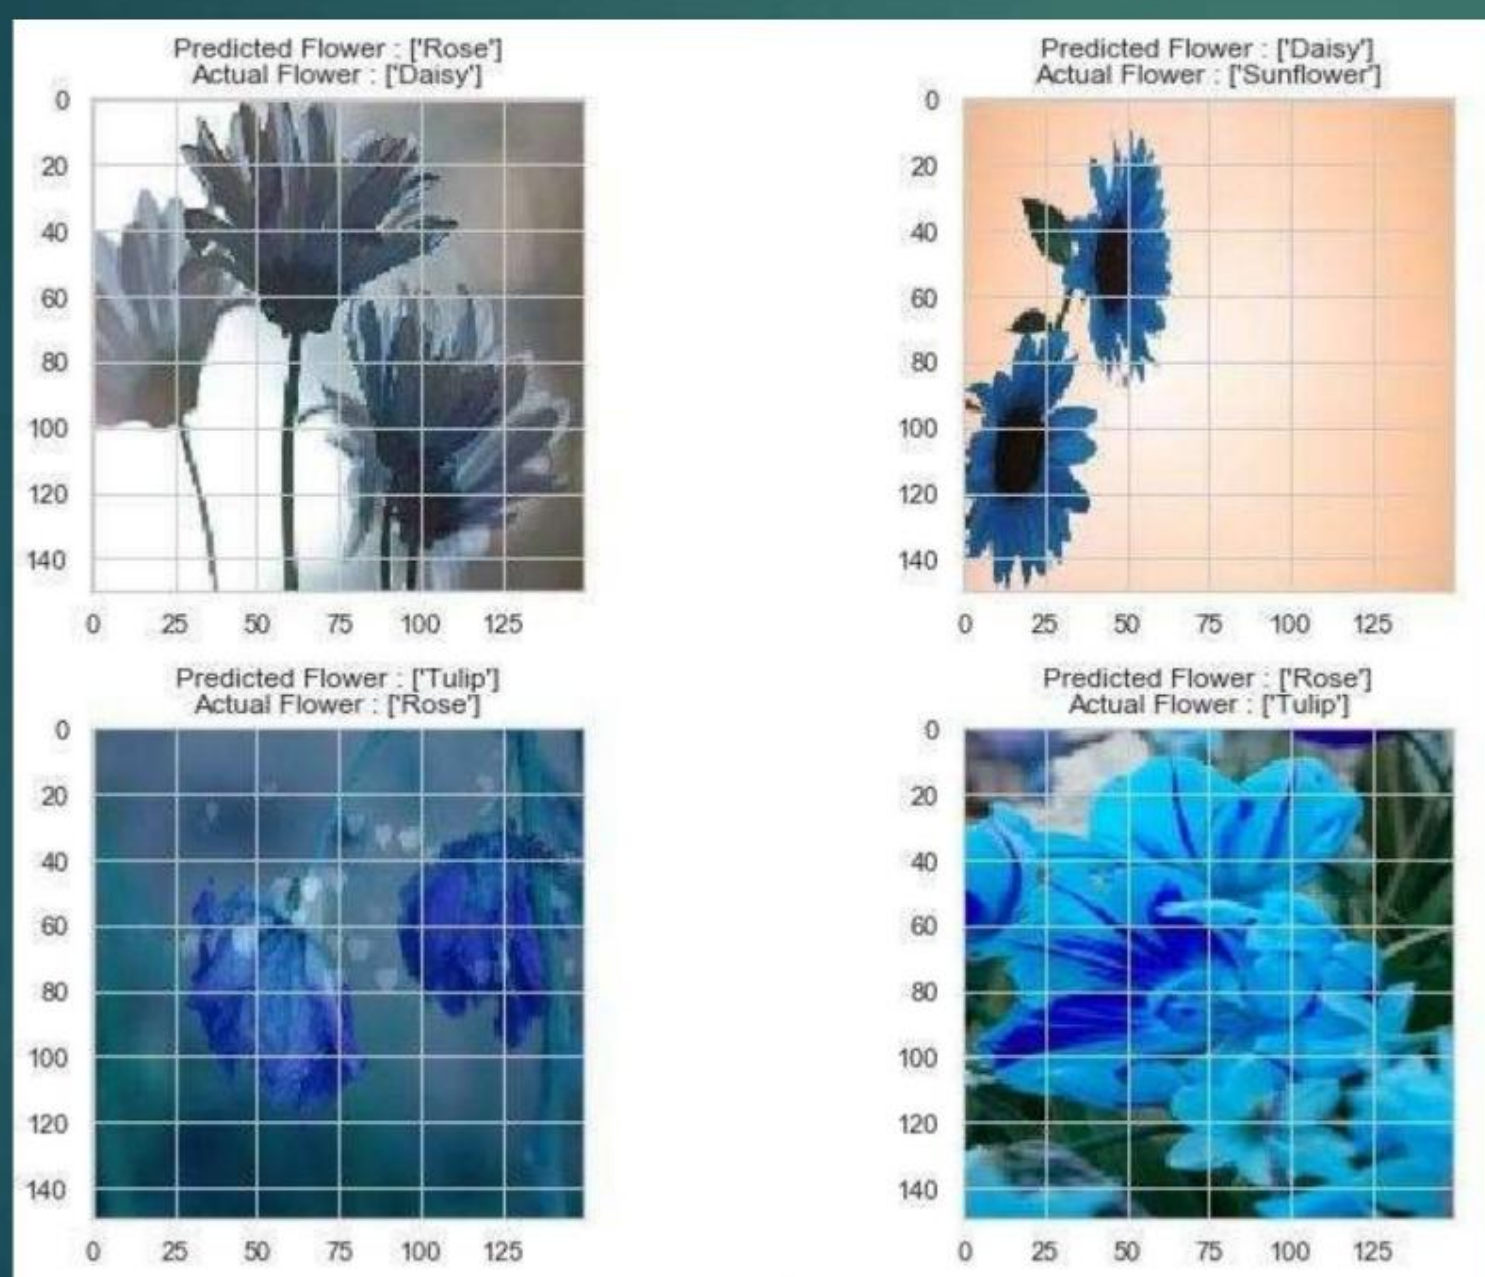 Predicted Flower : ['Rose']
Actual Flower : ['Daisy']
0
20
40
60
80
100
120
140
0 25 50 75 100 125
Predicted Flower : ['Daisy']
Actual Flower : ['Sunflower']
0
20
40
60
80
100
120
140
0 25 50 75 100 125
Predicted Flower : ['Tulip']
Actual Flower : ['Rose']
0
20
40
60
80
100
120
140
0 25 50 75 100 125
Predicted Flower : ['Rose']
Actual Flower : ['Tulip']
0
20
40
60
80
100
120
140
0 25 50 75 100 125